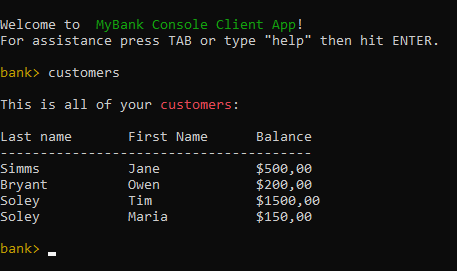 Welcome to  MyBank Console Client App!
For assistance press TAB or type "help" then hit ENTER.
bank> customers
This is all of your customers:
Last name       First Name      Balance
---------------------------------------
Simms           Jane            $500,00
Bryant          Owen            $200,00
Soley           Tim             $1500,00
Soley           Maria           $150,00
bank>